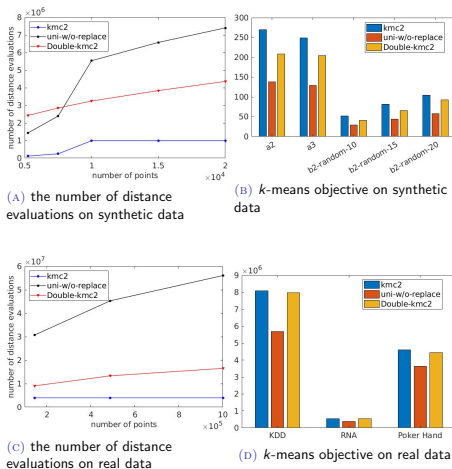 ×10⁶
8
7
6
5
4
3
2
1
0
number of distance evaluations
kmc2
uni-w/o-replace
Double-kmc2
0.5 1 1.5 2
number of points
×10⁴
(A) the number of distance
evaluations on synthetic data
300
250
200
150
100
50
0
kmc2
uni-w/o-replace
Double-kmc2
a2 a3 b2-random-10 b2-random-15 b2-random-20
(B) k-means objective on synthetic
data
×10⁷
6
5
4
3
2
1
0
number of distance evaluations
kmc2
uni-w/o-replace
Double-kmc2
2 4 6 8 10
number of points
×10⁵
(C) the number of distance
evaluations on real data
×10⁶
9
8
7
6
5
4
3
2
1
0
kmc2
uni-w/o-replace
Double-kmc2
KDD RNA Poker Hand
(D) k-means objective on real data